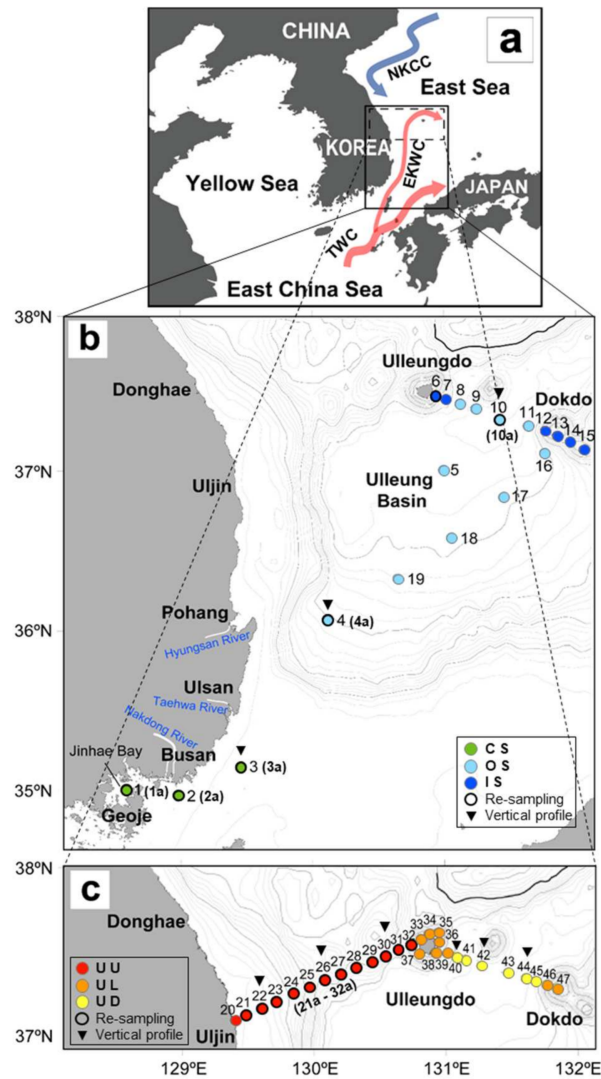 a
CHINA
NKCC
East Sea
KOREA
EKWC
Yellow Sea
JAPAN
TWC
East China Sea
38°N
b
Ulleungdo
Donghae
6 7 8 9 10
(10a)
Dokdo
11 12 13 14 15
16
37°N
Uljin
Ulleung
Basin
5
17
18
19
Pohang
4 (4a)
36°N
Hyungsan River
Ulsan
Taehwa River
Nakdong River
Busan
Jinhae Bay
3 (3a)
35°N
1 (1a)
2 (2a)
Geoje
C S
O S
I S
Re-sampling
Vertical profile
38°N
c
Donghae
U U
U L
U D
Re-sampling
Vertical profile
20 21 22 23 24 25 26 27 28 29 30 31 32 33 34 35 36
37 38 39 40 41 42 43 44 45 46 47
(21a - 32a)
Ulleungdo
Dokdo
Uljin
37°N
129°E
130°E
131°E
132°E